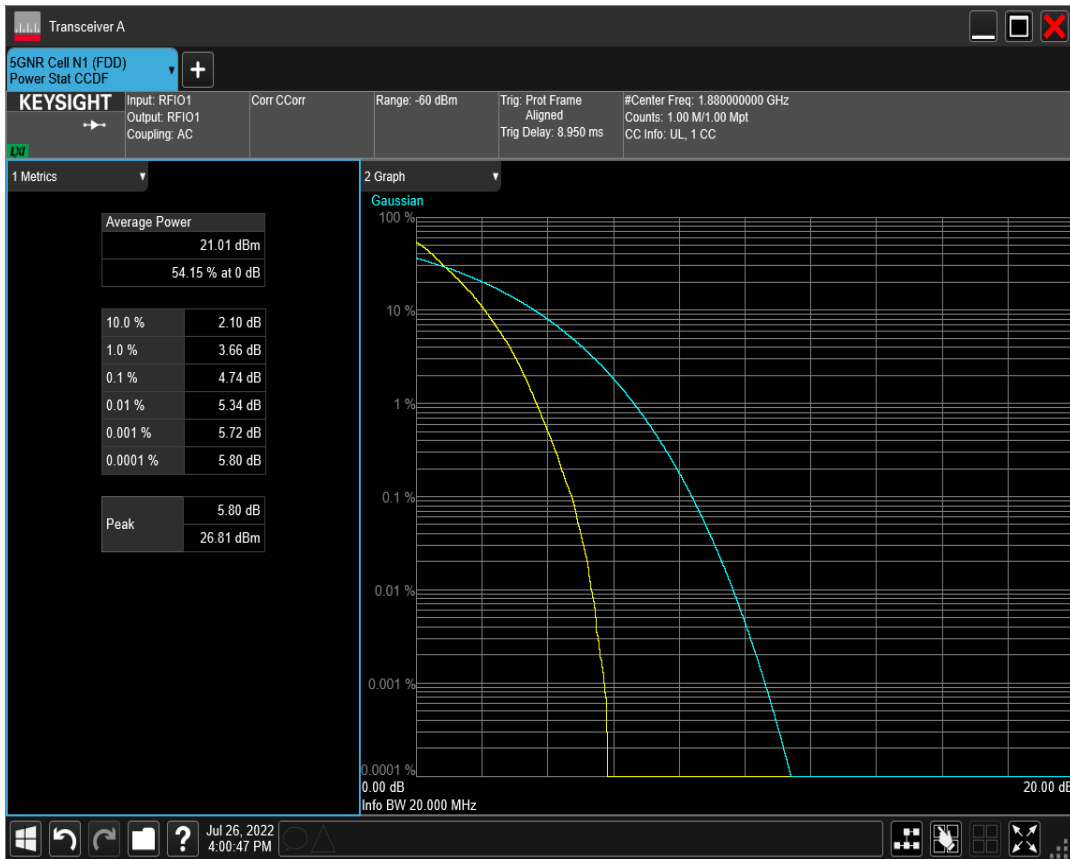 Transceiver A
5GNR Cell N1 (FDD)
Power Stat CCDF
+
KEYSIGHT
LXI
Input: RFIO1
Output: RFIO1
Coupling: AC
Corr CCorr
Range: -60 dBm
Trig: Prot Frame
Aligned
Trig Delay: 8.950 ms
#Center Freq: 1.880000000 GHz
Counts: 1.00 M/1.00 Mpt
CC Info: UL, 1 CC
1 Metrics
Average Power
21.01 dBm
54.15 % at 0 dB
10.0 % 2.10 dB
1.0 % 3.66 dB
0.1 % 4.74 dB
0.01 % 5.34 dB
0.001 % 5.72 dB
0.0001 % 5.80 dB
Peak
5.80 dB
26.81 dBm
2 Graph
Gaussian
100 %
10 %
1 %
0.1 %
0.01 %
0.001 %
0.0001 %
0.00 dB 20.00 dB
Info BW 20.000 MHz
?
Jul 26, 2022
4:00:47 PM